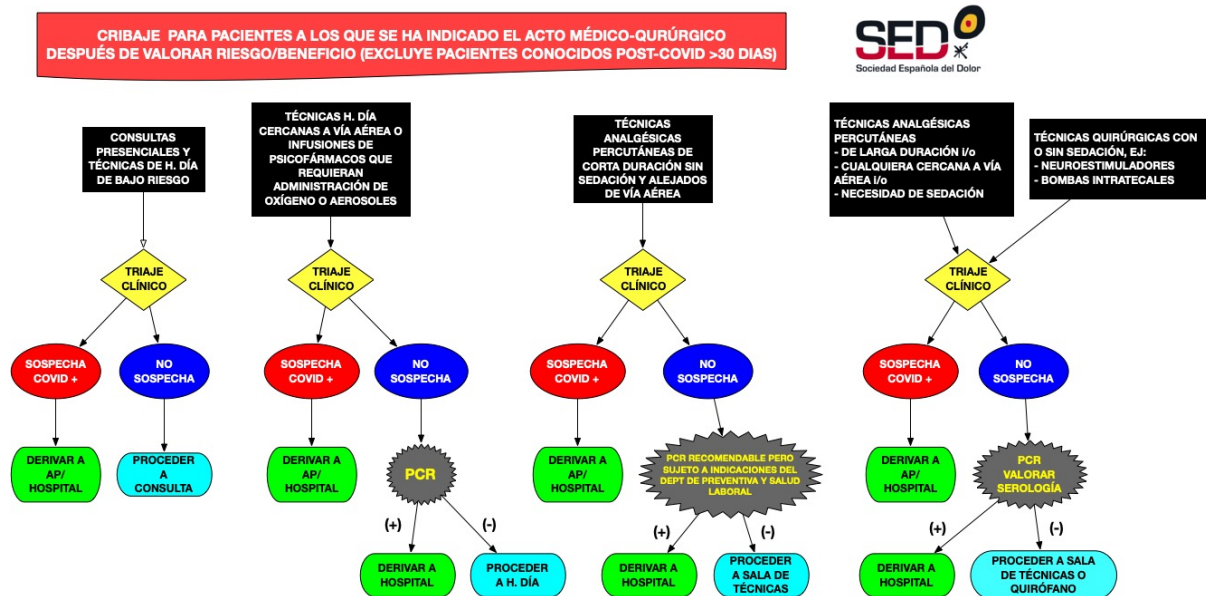 CRIBAJE PARA PACIENTES A LOS QUE SE HA INDICADO EL ACTO MÉDICO-QURÚRGICO
DESPUÉS DE VALORAR RIESGO/BENEFICIO (EXCLUYE PACIENTES CONOCIDOS POST-COVID >30 DIAS)
SED
Sociedad Española del Dolor
CONSULTAS
PRESENCIALES Y
TÉCNICAS DE H. DÍA
DE BAJO RIESGO
TRIAJE
CLÍNICO
SOSPECHA
COVID +
NO
SOSPECHA
DERIVAR A
AP/
HOSPITAL
PROCEDER
A
CONSULTA
TÉCNICAS H. DÍA
CERCANAS A VÍA AÉREA O
INFUSIONES DE
PSICOFÁRMACOS QUE
REQUIERAN
ADMINISTRACIÓN DE
OXÍGENO O AEROSOLES
TRIAJE
CLÍNICO
SOSPECHA
COVID +
NO
SOSPECHA
DERIVAR A
AP/
HOSPITAL
PCR
(+)
(-)
DERIVAR A
HOSPITAL
PROCEDER
A H. DÍA
TÉCNICAS
ANALGÉSICAS
PERCUTÁNEAS DE
CORTA DURACIÓN SIN
SEDACIÓN Y ALEJADOS
DE VÍA AÉREA
TRIAJE
CLÍNICO
SOSPECHA
COVID +
NO
SOSPECHA
DERIVAR A
AP/
HOSPITAL
PCR RECOMENDABLE PERO
SUJETO A INDICACIONES DEL
DEPT DE PREVENTIVA Y SALUD
LABORAL
(+)
(-)
DERIVAR A
HOSPITAL
PROCEDER
A SALA DE
TÉCNICAS
TÉCNICAS ANALGÉSICAS
PERCUTÁNEAS
- DE LARGA DURACIÓN i/o
- CUALQUIERA CERCANA A VÍA
AÉREA i/o
- NECESIDAD DE SEDACIÓN
TÉCNICAS QUIRÚRGICAS CON
O SIN SEDACIÓN, EJ:
- NEUROESTIMULADORES
- BOMBAS INTRATECALES
TRIAJE
CLÍNICO
SOSPECHA
COVID +
NO
SOSPECHA
DERIVAR A
AP/
HOSPITAL
PCR
VALORAR
SEROLOGÍA
(+)
(-)
DERIVAR A
HOSPITAL
PROCEDER A SALA
DE TÉCNICAS O
QUIRÓFANO